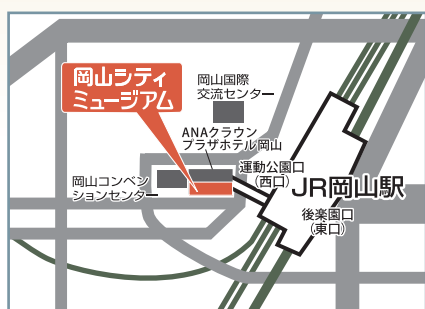 岡山シティ
ミュージアム
岡山国際
交流センター
ANAクラウン
プラザホテル岡山
運動公園口
(西口)
JR岡山駅
岡山コンベン
ションセンター
後楽園口
(東口)